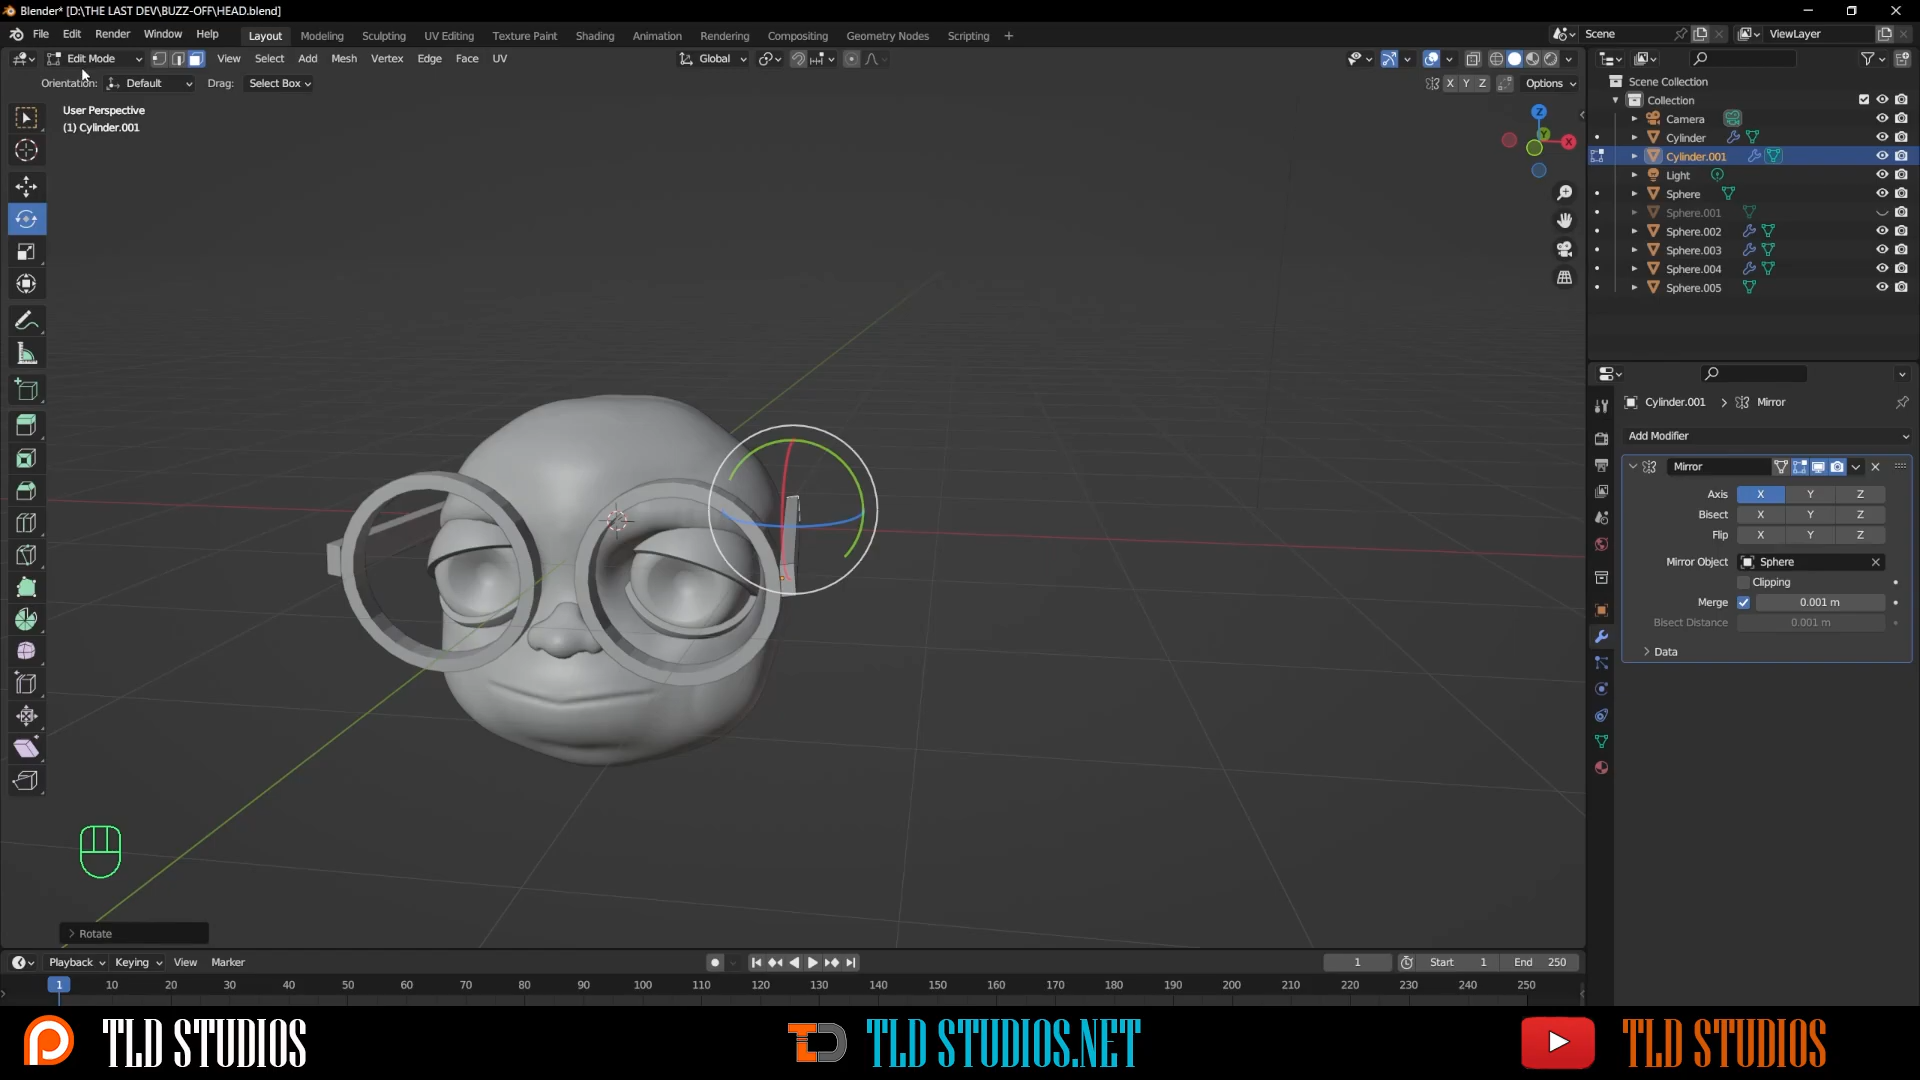 Blender* [D:\THE LAST DEV\BUZZ-OFF\HEAD.blend]
File Edit Render Window Help Layout Modeling Sculpting UV Editing Texture Paint Shading Animation Rendering Compositing Geometry Nodes Scripting + Scene ViewLayer
Edit Mode View Select Add Mesh Vertex Edge Face UV Global
Orientation: Default Drag: Select Box X Y Z Options
User Perspective
(1) Cylinder.001
Z
Y
X
Scene Collection
Collection
Camera
Cylinder
Cylinder.001
Light
Sphere
Sphere.001
Sphere.002
Sphere.003
Sphere.004
Sphere.005
Cylinder.001 > Mirror
Add Modifier
Mirror
Axis X Y Z
Bisect X Y Z
Flip X Y Z
Mirror Object Sphere
Clipping
Merge 0.001 m
Bisect Distance 0.001 m
> Data
> Rotate
Playback Keying View Marker 1 Start 1 End 250
1 10 20 30 40 50 60 70 80 90 100 110 120 130 140 150 160 170 180 190 200 210 220 230 240 250
TLD STUDIOS TD TLD STUDIOS.NET TLD STUDIOS